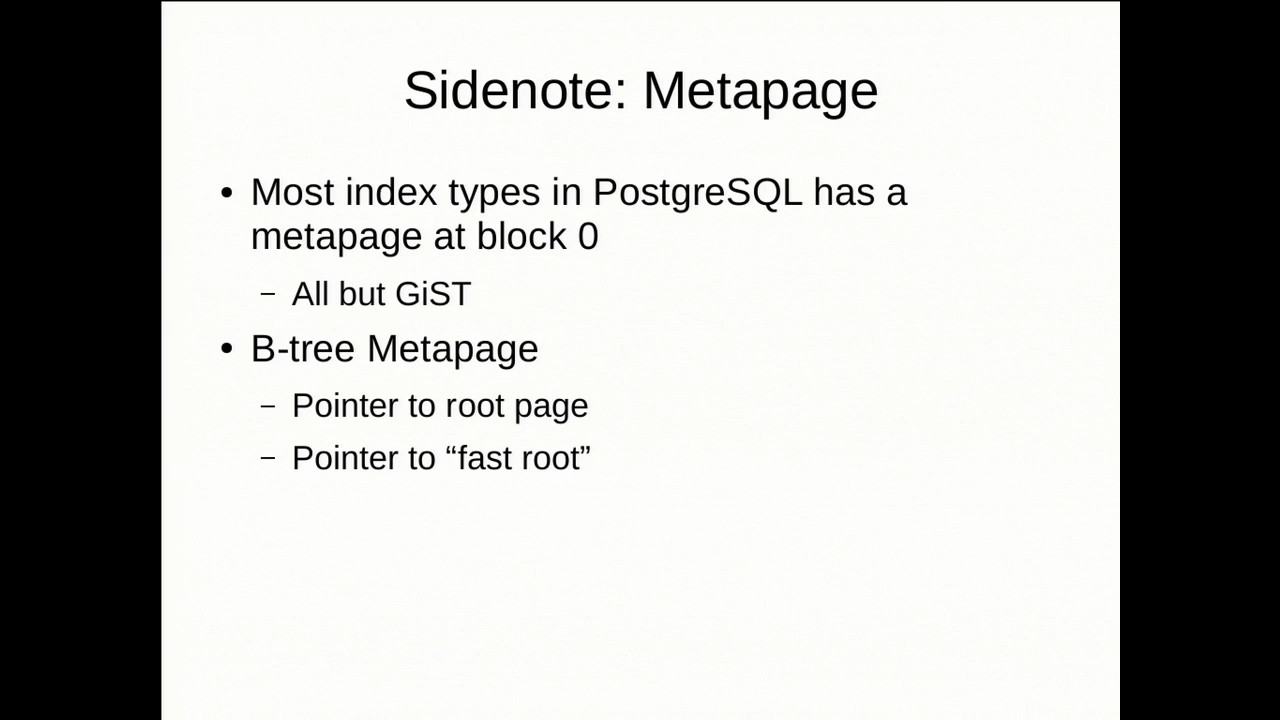 Sidenote: Metapage
• Most index types in PostgreSQL has a
metapage at block 0
– All but GiST
• B-tree Metapage
– Pointer to root page
– Pointer to “fast root”